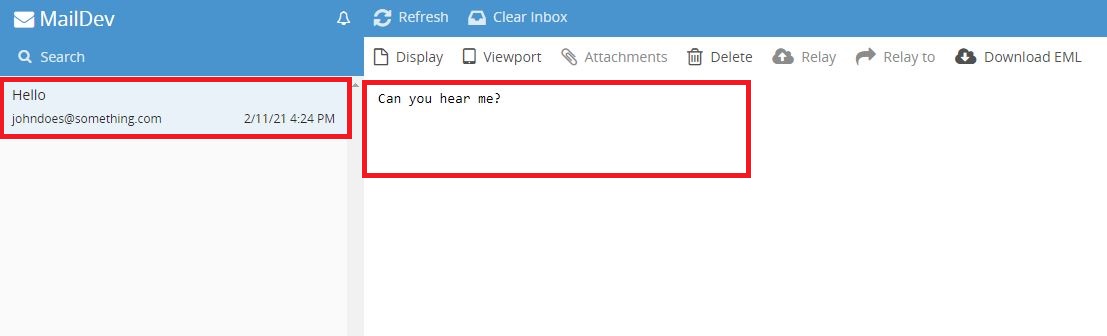 MailDev
Refresh Clear Inbox
Search
Display Viewport Attachments Delete Relay Relay to Download EML
Hello
johndoes@something.com 2/11/21 4:24 PM
Can you hear me?